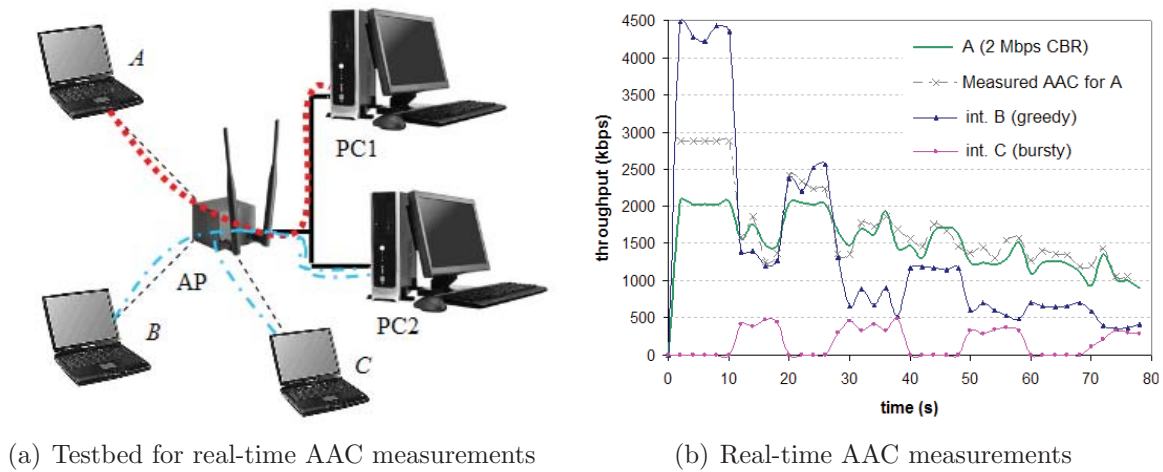 A
PC1
AP
PC2
B
C
(a) Testbed for real-time AAC measurements
4500
4000
3500
3000
2500
2000
1500
1000
500
0
throughput (kbps)
A (2 Mbps CBR)
Measured AAC for A
int. B (greedy)
int. C (bursty)
0 10 20 30 40 50 60 70 80
time (s)
(b) Real-time AAC measurements